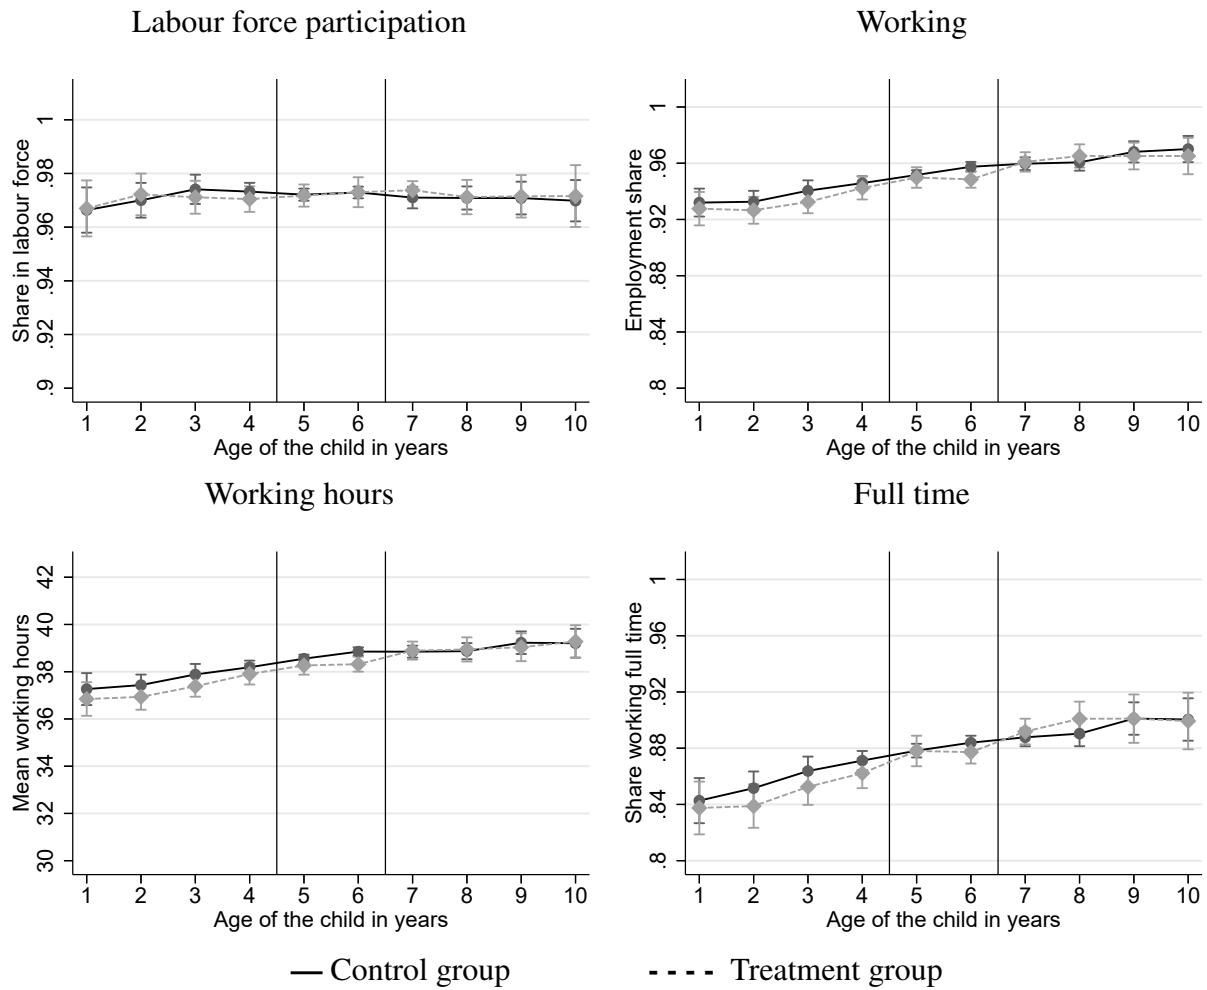 Labour force participation
Share in labour force
1
.98
.96
.94
.92
.9
1 2 3 4 5 6 7 8 9 10
Age of the child in years
Working
Employment share
1
.96
.92
.88
.84
.8
1 2 3 4 5 6 7 8 9 10
Age of the child in years
Working hours
Mean working hours
42
40
38
36
34
32
30
1 2 3 4 5 6 7 8 9 10
Age of the child in years
Full time
Share working full time
1
.96
.92
.88
.84
.8
1 2 3 4 5 6 7 8 9 10
Age of the child in years
Control group
Treatment group